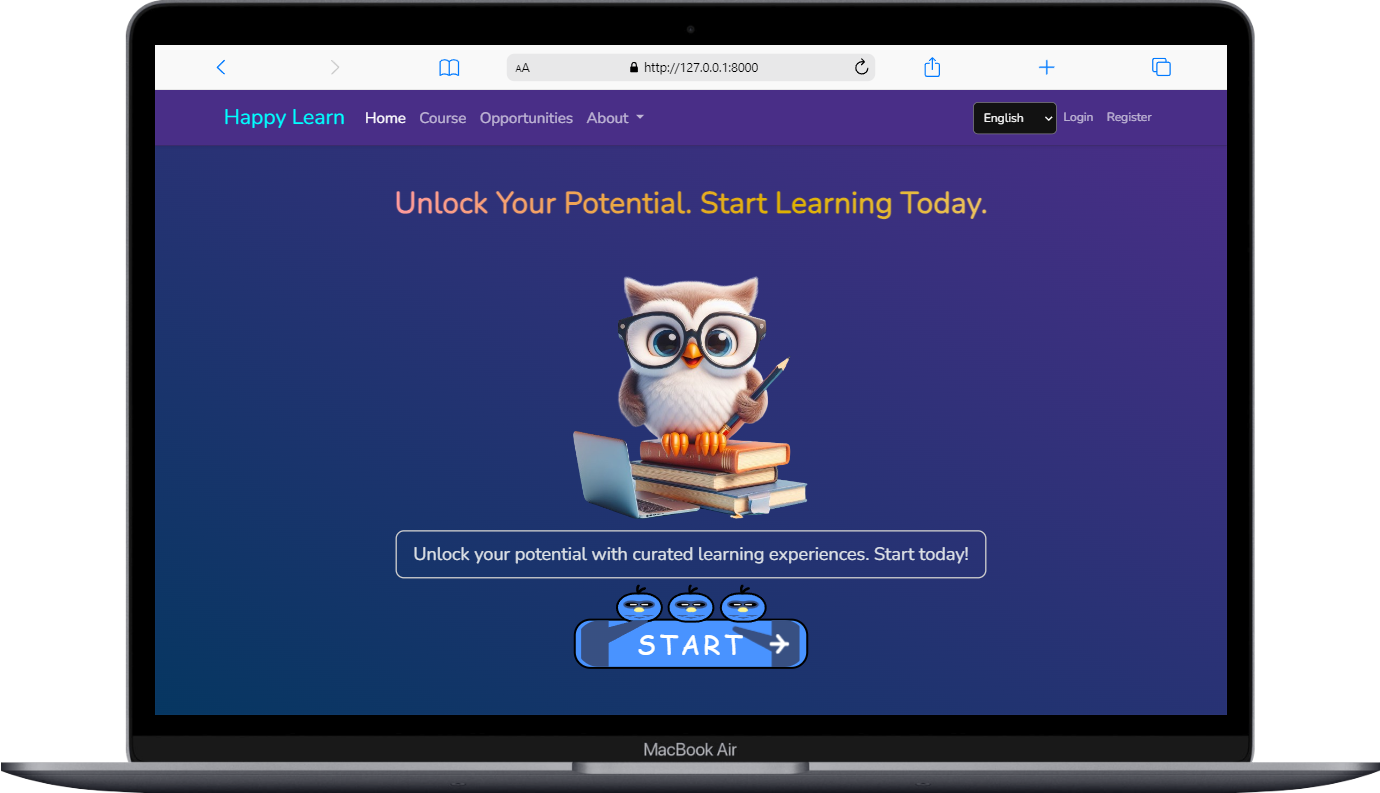 AA http://127.0.0.1:8000
Happy Learn Home Course Opportunities About English Login Register
Unlock Your Potential. Start Learning Today.
Unlock your potential with curated learning experiences. Start today!
START
MacBook Air